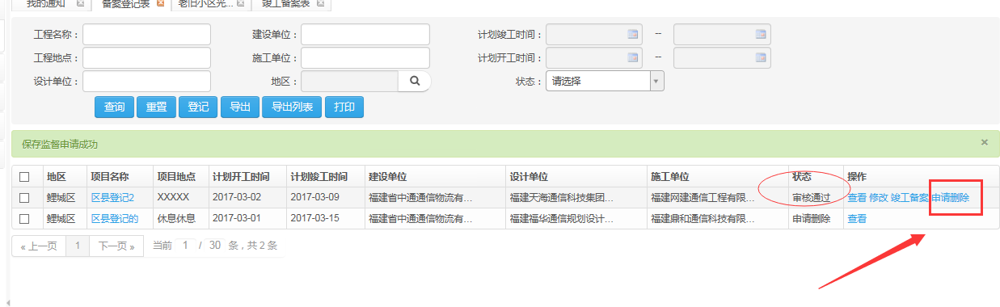 我的通知 备案登记表 老旧小区光... 竣工备案表
工程名称： 建设单位： 计划竣工时间： --
工程地点： 施工单位： 计划开工时间： --
设计单位： 地区： 状态： 请选择
查询 重置 登记 导出 导出列表 打印
保存监督申请成功 ×
地区 项目名称 项目地点 计划开工时间 计划竣工时间 建设单位 设计单位 施工单位 状态 操作
鲤城区 区县登记2 XXXXX 2017-03-02 2017-03-09 福建省中通通信物流有... 福建天海通信科技集团... 福建网建通信工程有限... 审核通过 查看 修改 竣工备案 申请删除
鲤城区 区县登记的 休息休息 2017-03-01 2017-03-15 福建省中通通信物流有... 福建福华通信规划设计... 福建鼎和通信科技有限... 申请删除 查看
« 上一页 1 下一页 » 当前 1 / 30 条，共 2 条